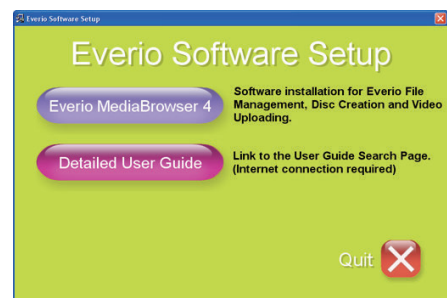 Everio Software Setup
Everio Software Setup
Everio MediaBrowser 4
Software installation for Everio File
Management, Disc Creation and Video
Uploading.
Detailed User Guide
Link to the User Guide Search Page.
(Internet connection required)
Quit